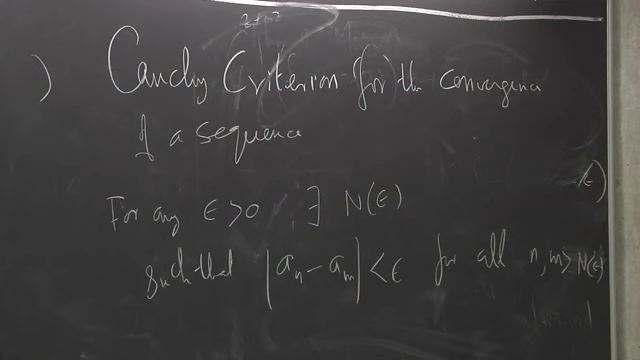 ) Cauchy Criterion for the convergence
of a sequence
For any ϵ>0, ∃ N(ϵ)
such that |aₙ-aₘ|<ϵ for all n,m> N(ϵ)